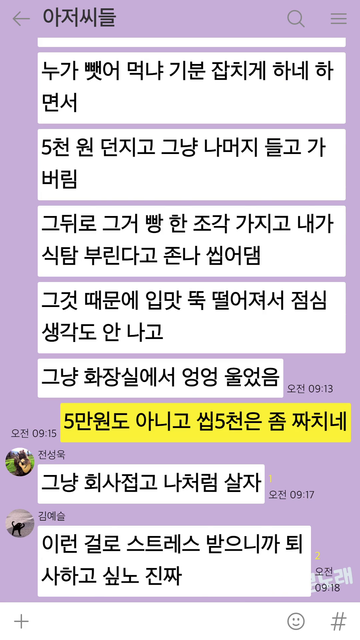 아저씨들
누가 뺏어 먹냐 기분 잡치게 하네 하
면서
5천 원 던지고 그냥 나머지 들고 가
버림
그뒤로 그거 빵 한 조각 가지고 내가
식탐 부린다고 존나 씹어댐
그것 때문에 입맛 뚝 떨어져서 점심
생각도 안 나고
그냥 화장실에서 엉엉 울었음
오전 09:13
5만원도 아니고 씹5천은 좀 짜치네
오전 09:15
전성욱
그냥 회사접고 나처럼 살자
1
오전 09:17
김예슬
이런 걸로 스트레스 받으니까 퇴
사하고 싶노 진짜
2
오전
09:18
#